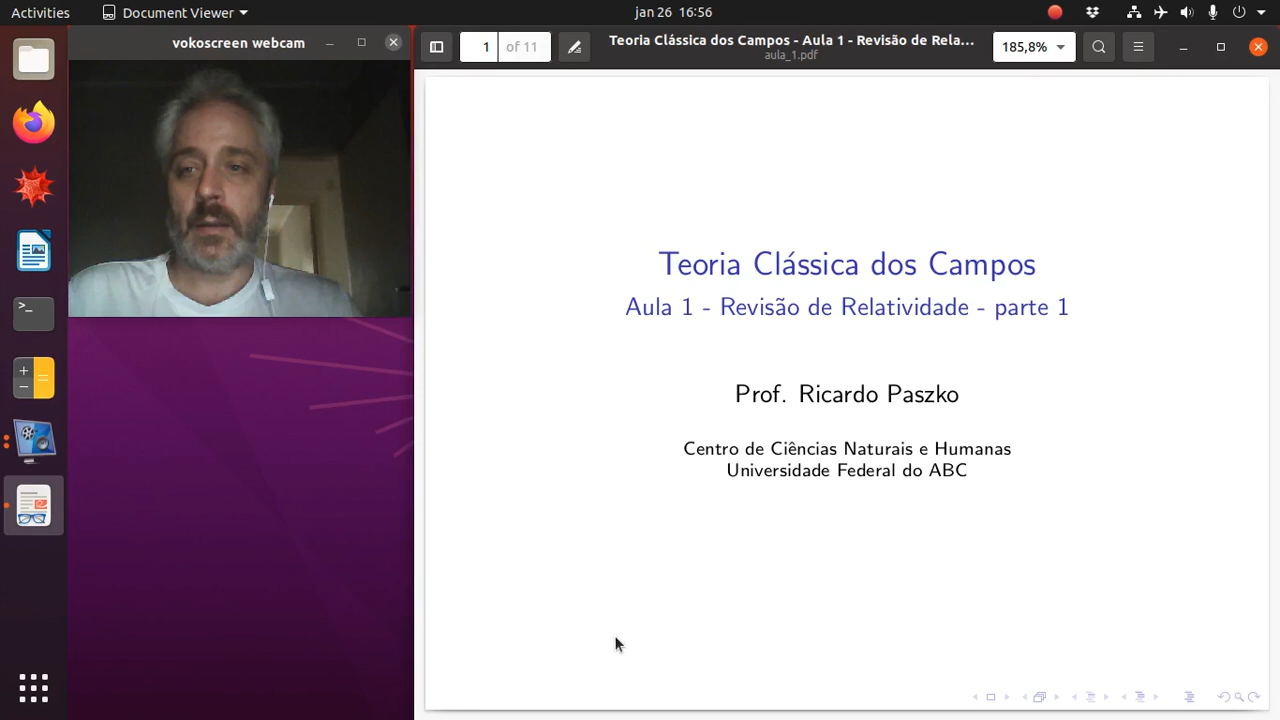 Activities
Document Viewer
jan 26 16:56
vokoscreen webcam
1
of 11
Teoria Clássica dos Campos - Aula 1 - Revisão de Rela...
aula_1.pdf
185,8%
Teoria Clássica dos Campos
Aula 1 - Revisão de Relatividade - parte 1
Prof. Ricardo Paszko
Centro de Ciências Naturais e Humanas
Universidade Federal do ABC